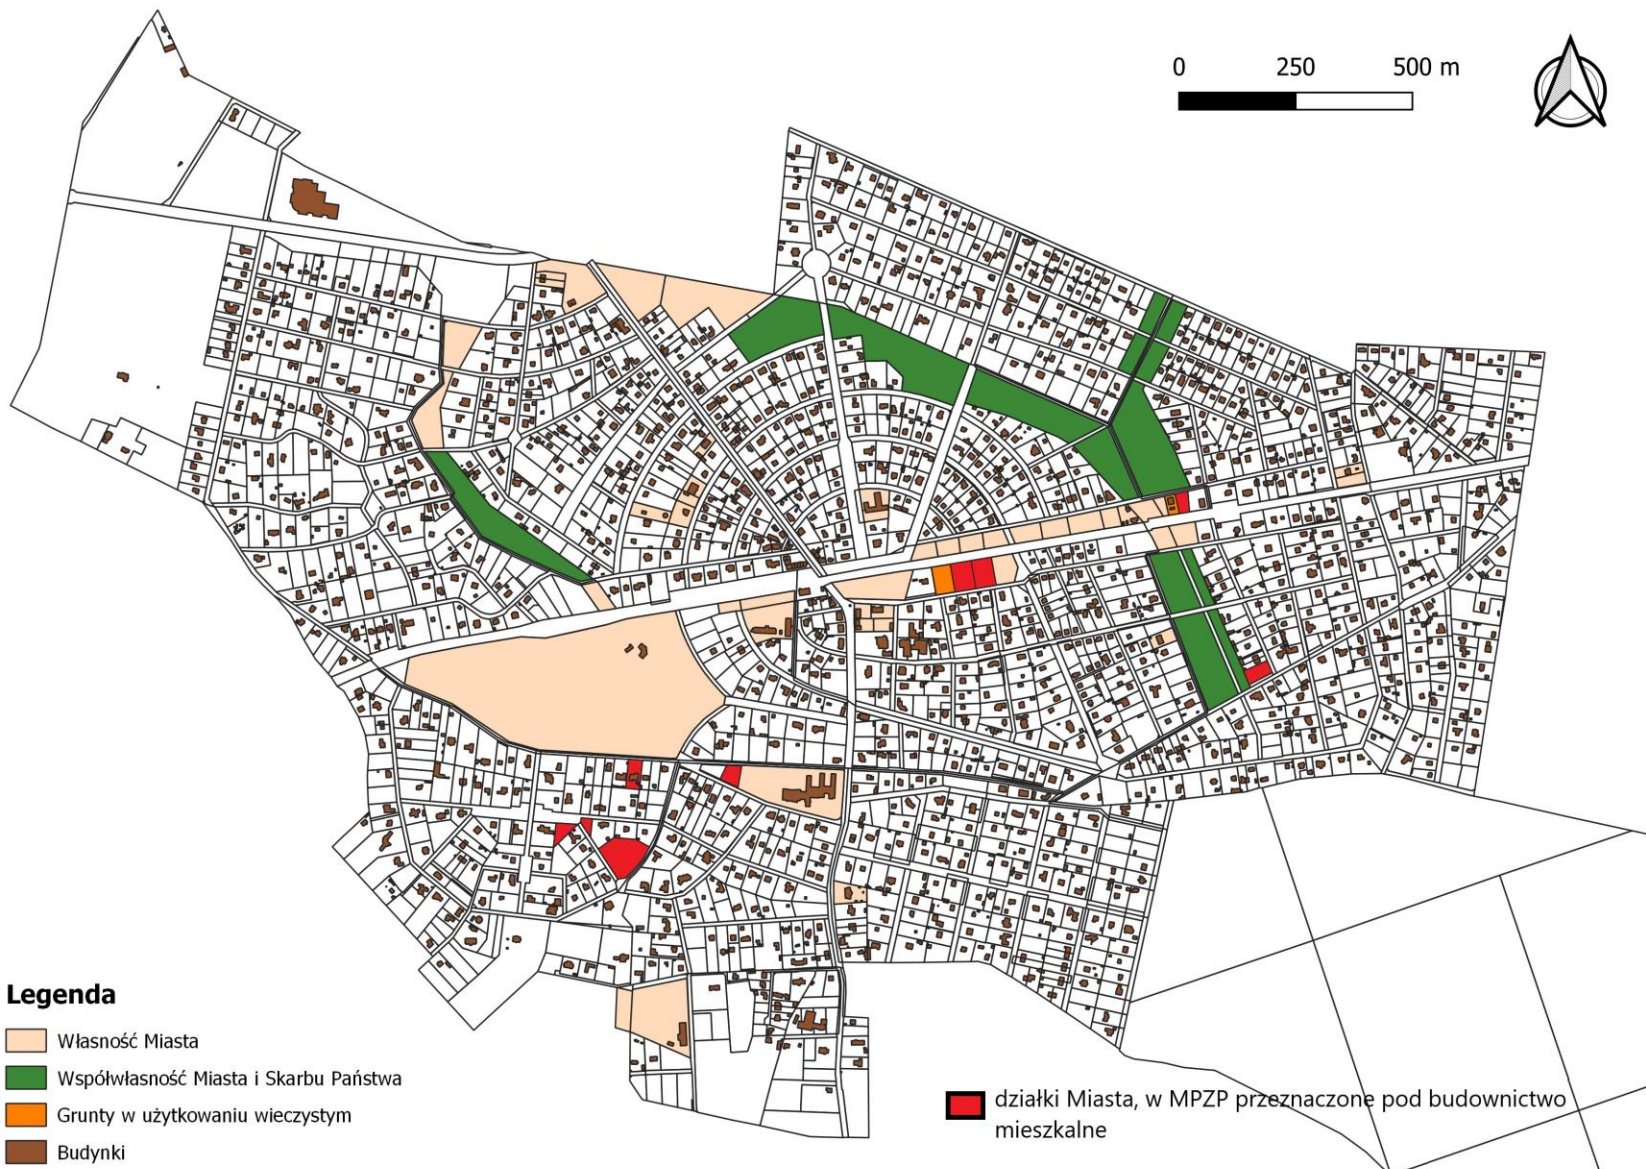 0 250 500 m
Legenda
Własność Miasta
Współwłasność Miasta i Skarbu Państwa
Grunty w użytkowaniu wieczystym
Budynki
działki Miasta, w MPZP przeznaczone pod budownictwo
mieszkalne